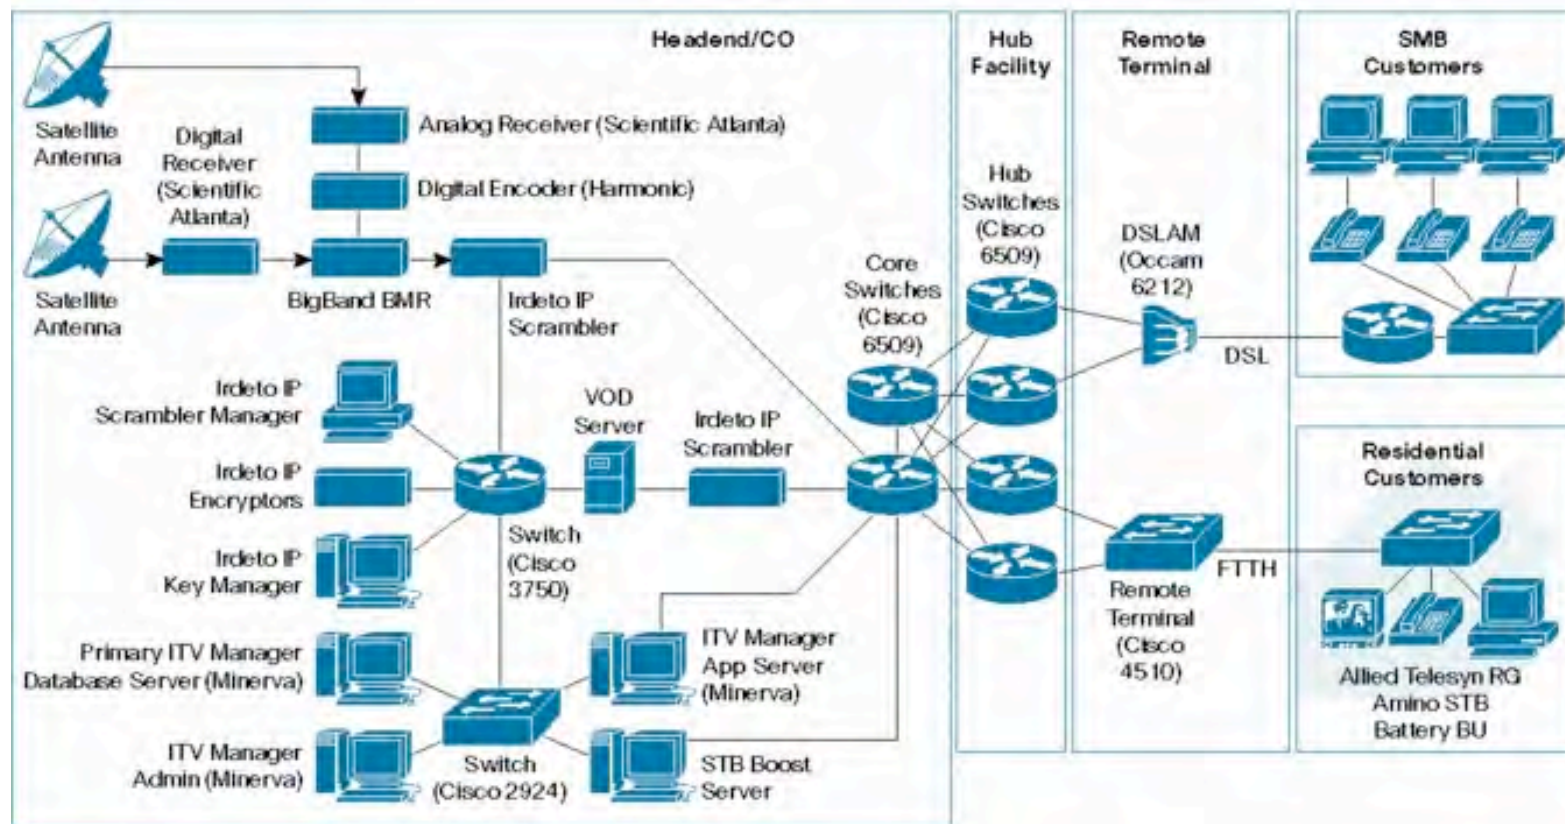 Headend/CO
Hub
Facility
Remote
Terminal
SMB
Customers
Satellite
Antenna
Digital
Receiver
(Scientific
Atlanta)
Analog Receiver (Scientific Atlanta)
Digital Encoder (Harmonic)
Satellite
Antenna
BigBand BMR
Irdeto IP
Scrambler
Core
Switches
(Cisco
6509)
Hub
Switches
(Cisco
6509)
DSLAM
(Occam
6212)
DSL
Irdeto IP
Scrambler Manager
VOD
Server
Irdeto IP
Scrambler
Irdeto IP
Encryptors
Irdeto IP
Key Manager
Switch
(Cisco
3750)
Residential
Customers
FTTH
Remote
Terminal
(Cisco
4510)
Primary ITV Manager
Database Server (Minerva)
ITV Manager
App Server
(Minerva)
Allied Telesyn RG
Amino STB
Battery BU
ITV Manager
Admin (Minerva)
Switch
(Cisco 2924)
STB Boost
Server